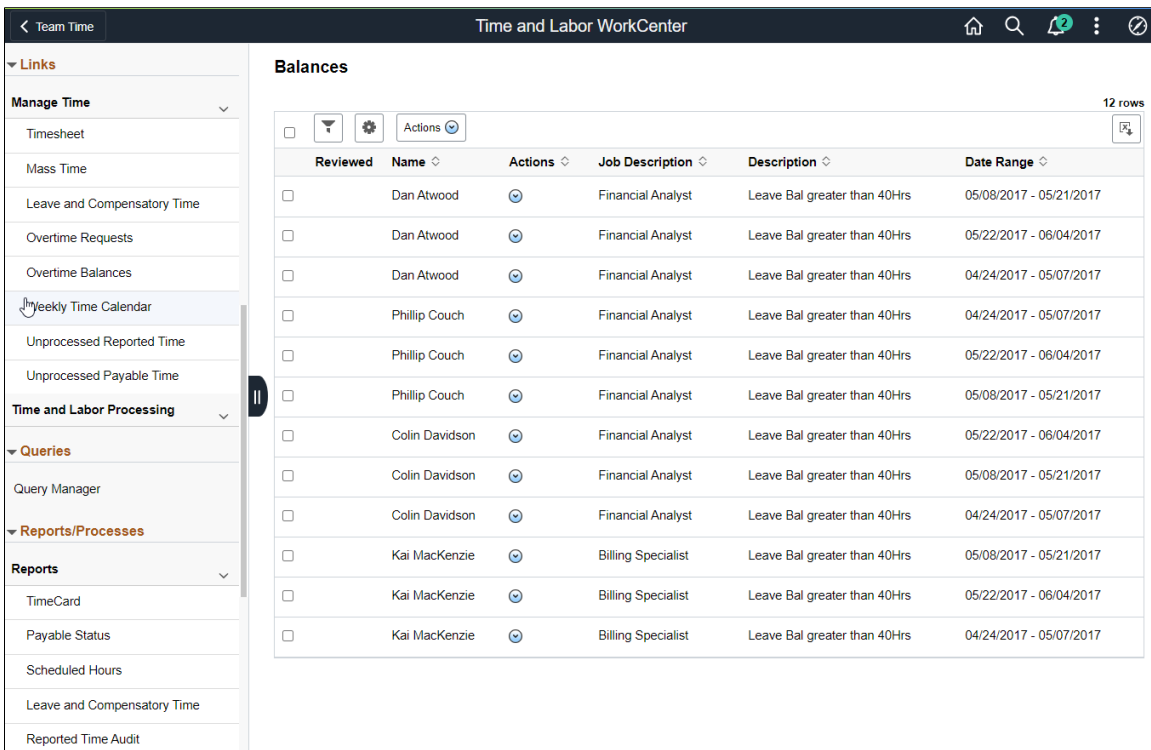 Team Time
Time and Labor WorkCenter
2
Links
Manage Time
Timesheet
Mass Time
Leave and Compensatory Time
Overtime Requests
Overtime Balances
Weekly Time Calendar
Unprocessed Reported Time
Unprocessed Payable Time
Time and Labor Processing
Queries
Query Manager
Reports/Processes
Reports
TimeCard
Payable Status
Scheduled Hours
Leave and Compensatory Time
Reported Time Audit
Balances
12 rows
Actions
Reviewed Name Actions Job Description Description Date Range
Dan Atwood Financial Analyst Leave Bal greater than 40Hrs 05/08/2017 - 05/21/2017
Dan Atwood Financial Analyst Leave Bal greater than 40Hrs 05/22/2017 - 06/04/2017
Dan Atwood Financial Analyst Leave Bal greater than 40Hrs 04/24/2017 - 05/07/2017
Phillip Couch Financial Analyst Leave Bal greater than 40Hrs 04/24/2017 - 05/07/2017
Phillip Couch Financial Analyst Leave Bal greater than 40Hrs 05/22/2017 - 06/04/2017
Phillip Couch Financial Analyst Leave Bal greater than 40Hrs 05/08/2017 - 05/21/2017
Colin Davidson Financial Analyst Leave Bal greater than 40Hrs 05/22/2017 - 06/04/2017
Colin Davidson Financial Analyst Leave Bal greater than 40Hrs 05/08/2017 - 05/21/2017
Colin Davidson Financial Analyst Leave Bal greater than 40Hrs 04/24/2017 - 05/07/2017
Kai MacKenzie Billing Specialist Leave Bal greater than 40Hrs 05/08/2017 - 05/21/2017
Kai MacKenzie Billing Specialist Leave Bal greater than 40Hrs 05/22/2017 - 06/04/2017
Kai MacKenzie Billing Specialist Leave Bal greater than 40Hrs 04/24/2017 - 05/07/2017